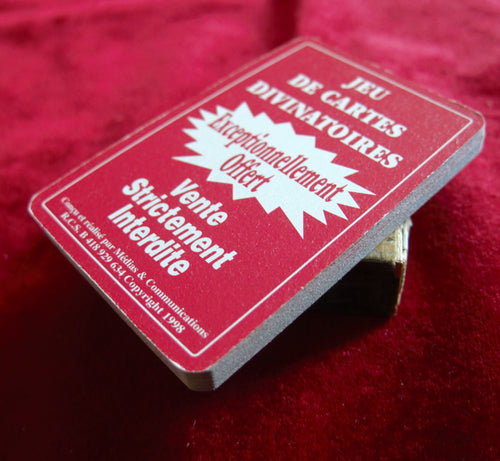 JEU
DE CARTES
DIVINATOIRES
Exceptionnellement
Offert
Vente
Strictement
Interdite
Conçu et réalisé par Médias & Communications
R.C.S. B 418 929 634 Copyright 1998